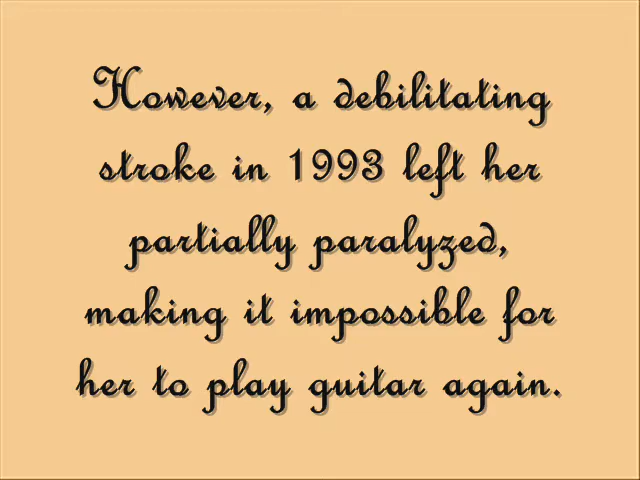 However, a debilitating
stroke in 1993 left her
partially paralyzed,
making it impossible for
her to play guitar again.